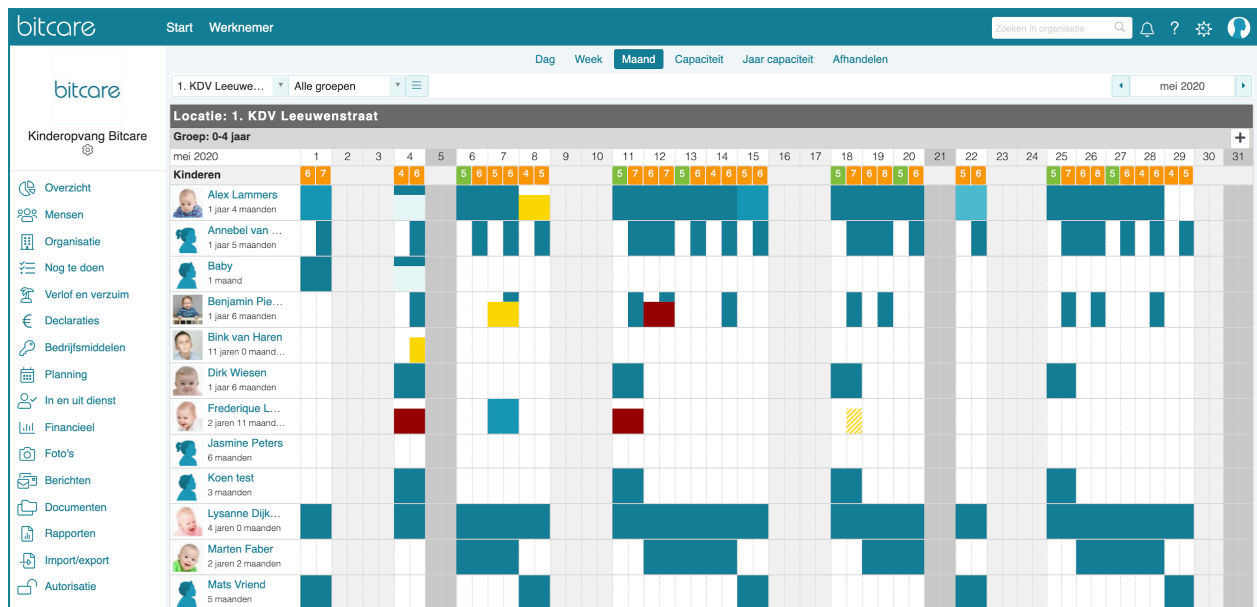 bitcare Start Werknemer Zoeken in organisatie ?
Dag Week Maand Capaciteit Jaar capaciteit Afhandelen
bitcare
Kinderopvang Bitcare
Overzicht
Mensen
Organisatie
Nog te doen
Verlof en verzuim
Declaraties
Bedrijfsmiddelen
Planning
In en uit dienst
Financieel
Foto's
Berichten
Documenten
Rapporten
Import/export
Autorisatie
1. KDV Leeuwe... Alle groepen mei 2020
Locatie: 1. KDV Leeuwenstraat
Groep: 0-4 jaar +
mei 2020 1 2 3 4 5 6 7 8 9 10 11 12 13 14 15 16 17 18 19 20 21 22 23 24 25 26 27 28 29 30 31
Kinderen 6 7 4 6 5 6 5 6 4 5 5 7 6 7 5 6 4 6 5 6 5 7 6 8 5 6 5 6 5 7 6 8 5 6 4 6 4 5
Alex Lammers
1 jaar 4 maanden
Annebel van ...
1 jaar 5 maanden
Baby
1 maand
Benjamin Pie...
1 jaar 6 maanden
Bink van Haren
11 jaren 0 maand...
Dirk Wiesen
1 jaar 6 maanden
Frederique L...
2 jaren 11 maand...
Jasmine Peters
6 maanden
Koen test
3 maanden
Lysanne Dijk...
4 jaren 0 maanden
Marten Faber
2 jaren 2 maanden
Mats Vriend
5 maanden